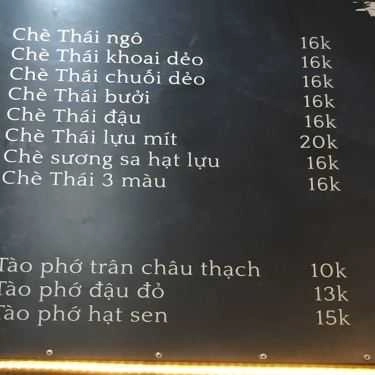 Chè Thái ngô 16k
Chè Thái khoai dẻo 16k
Chè Thái chuối dẻo 16k
Chè Thái bưởi 16k
Chè Thái đậu 16k
Chè Thái lựu mít 20k
Chè sương sa hạt lựu 16k
Chè Thái 3 màu 16k
Tào phớ trân châu thạch 10k
Tào phớ đậu đỏ 13k
Tào phớ hạt sen 15k